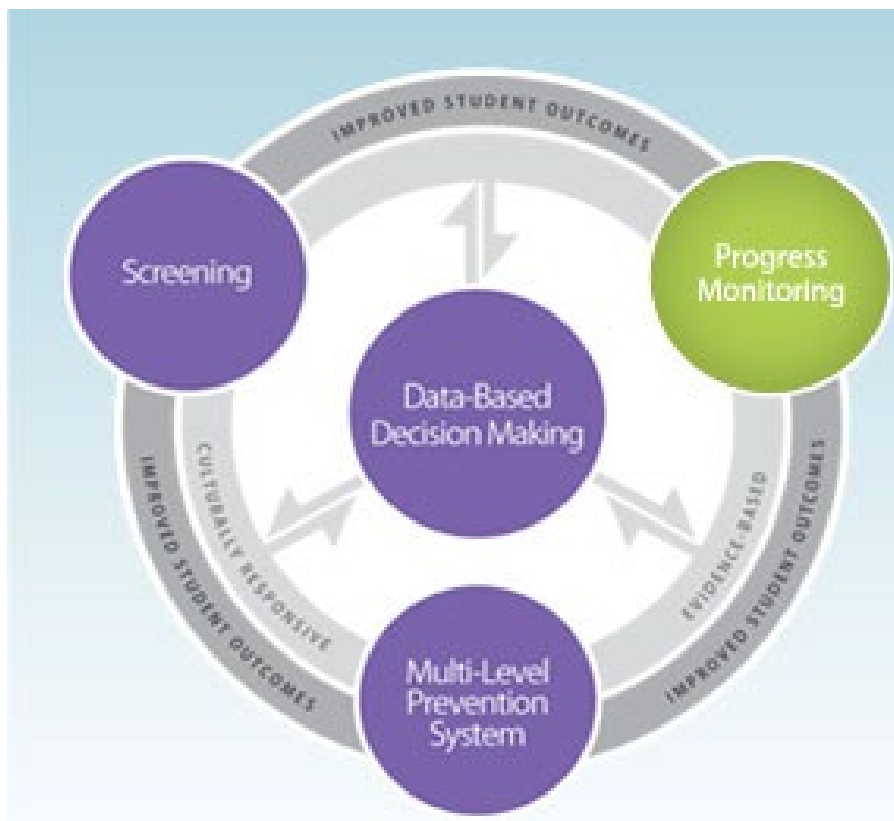 IMPROVED STUDENT OUTCOMES
Screening
Progress
Monitoring
Data-Based
Decision Making
CULTURALLY RESPONSIVE
EVIDENCE-BASED
IMPROVED STUDENT OUTCOMES
IMPROVED STUDENT OUTCOMES
Multi-Level
Prevention
System